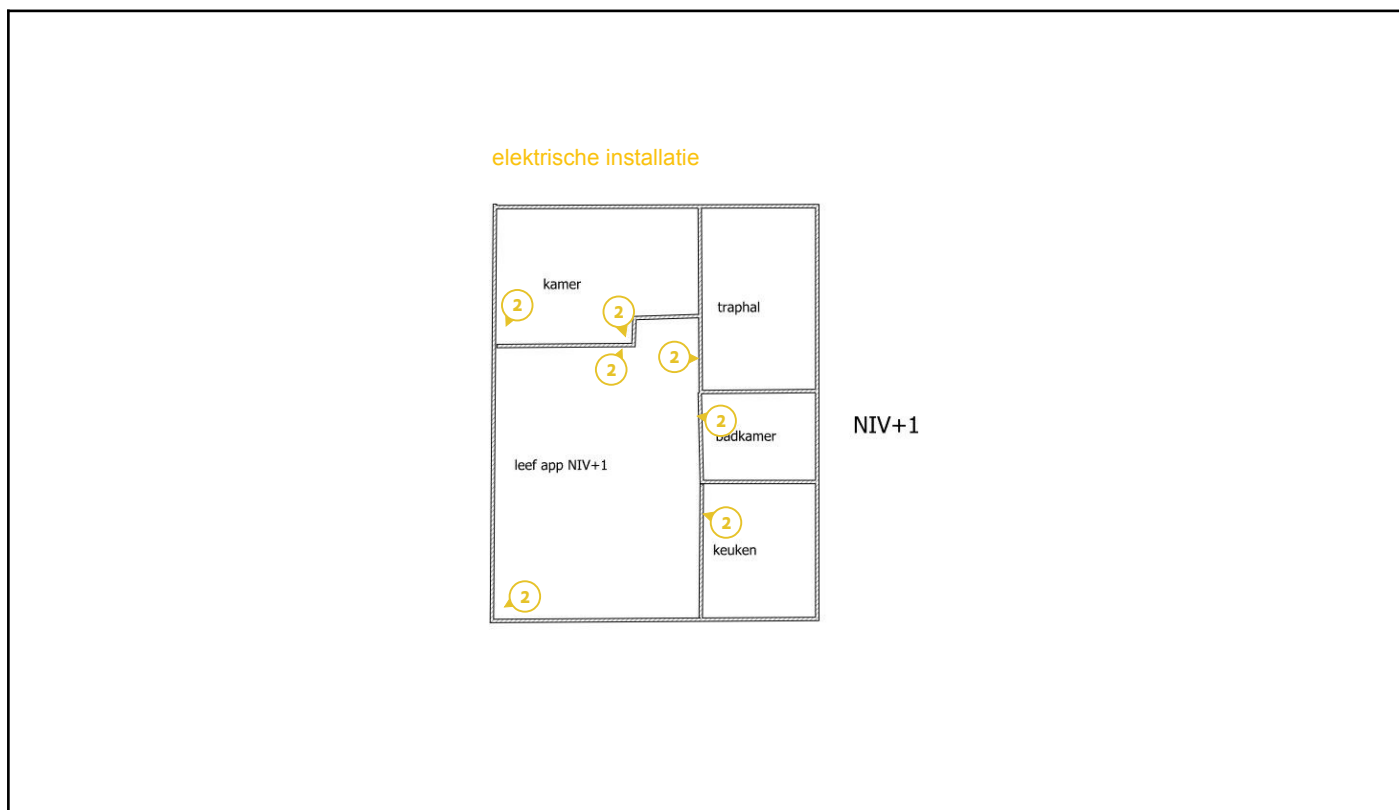 elektrische installatie
kamer
2
2
traphal
2
2
2
badkamer
NIV+1
leef app NIV+1
2
keuken
2